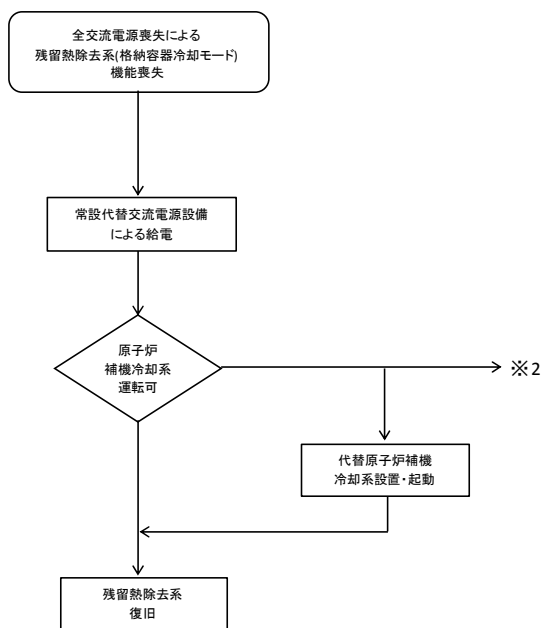 全交流電源喪失による
残留熱除去系(格納容器冷却モード)
機能喪失
常設代替交流電源設備
による給電
原子炉
補機冷却系
運転可
※2
代替原子炉補機
冷却系設置・起動
残留熱除去系
復旧